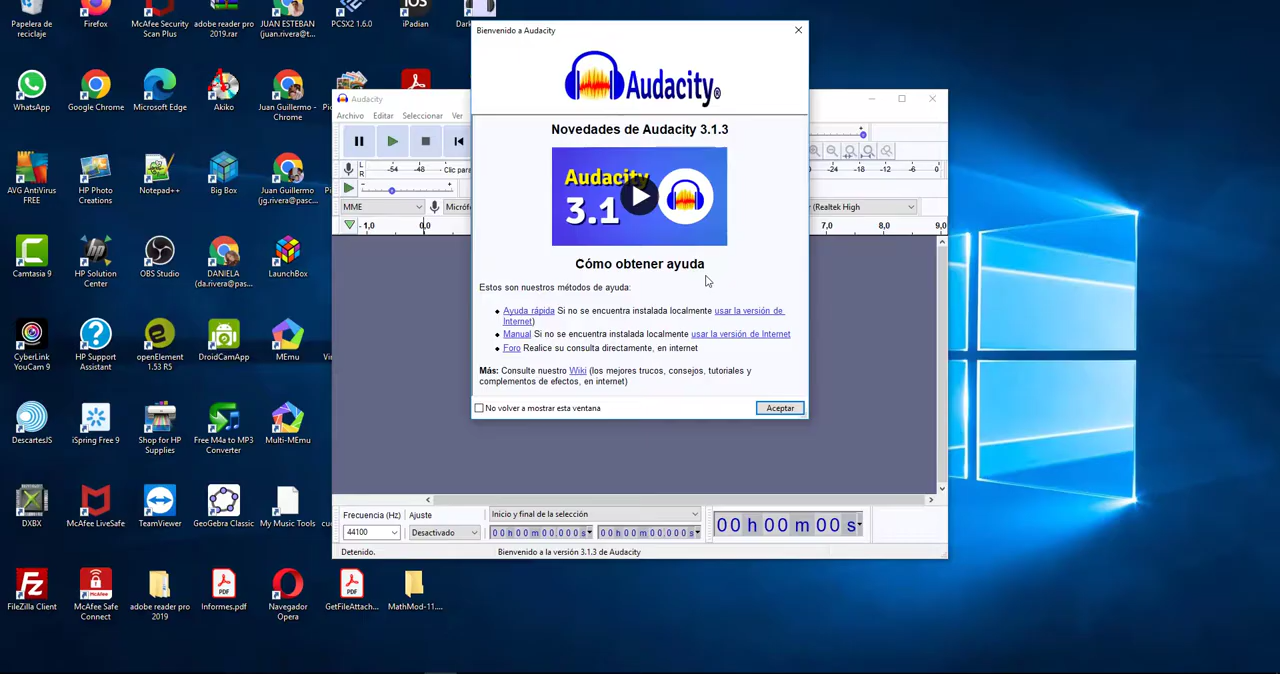 Papelera de
reciclaje
Firefox
McAfee Security
Scan Plus
adobe reader pro
2019.rar
JUAN ESTEBAN
(juan.rivera@t...
PCSX2 1.6.0
iOS
iPadian
Dark
WhatsApp
Google Chrome
Microsoft Edge
Akiko
Juan Guillermo -
Chrome
AVG AntiVirus
FREE
HP Photo
Creations
Notepad++
Big Box
Juan Guillermo
(jg.rivera@pasc...
Camtasia 9
HP Solution
Center
OBS Studio
DANIELA
(da.rivera@pas...
LaunchBox
CyberLink
YouCam 9
HP Support
Assistant
openElement
1.53 R5
DroidCamApp
MEmu
DescartesJS
iSpring Free 9
Shop for HP
Supplies
Free M4a to MP3
Converter
Multi-MEmu
DXBX
McAfee LiveSafe
TeamViewer
GeoGebra Classic
My Music Tools
FileZilla Client
McAfee Safe
Connect
adobe reader pro
2019
Informes.pdf
Navegador
Opera
GetFileAttach...
MathMod-11....
Audacity
Archivo Editar Seleccionar Ver
L
R
-54 -48 Clic para
-24 -18 -12 -6 0
MME
Micrófo
(Realtek High
-1,0 0,0 7,0 8,0 9,0
Bienvenido a Audacity
Audacity®
Novedades de Audacity 3.1.3
Audacity
3.1
Cómo obtener ayuda
Estos son nuestros métodos de ayuda:
Ayuda rápida Si no se encuentra instalada localmente usar la versión de
Internet)
Manual Si no se encuentra instalada localmente usar la versión de Internet
Foro Realice su consulta directamente, en internet
Más: Consulte nuestro Wiki (los mejores trucos, consejos, tutoriales y
complementos de efectos, en internet)
No volver a mostrar esta ventana
Aceptar
Frecuencia (Hz) Ajuste Inicio y final de la selección
44100 Desactivado 00 h 00 m 00.000 s 00 h 00 m 00.000 s
00 h 00 m 00 s
Detenido. Bienvenido a la versión 3.1.3 de Audacity